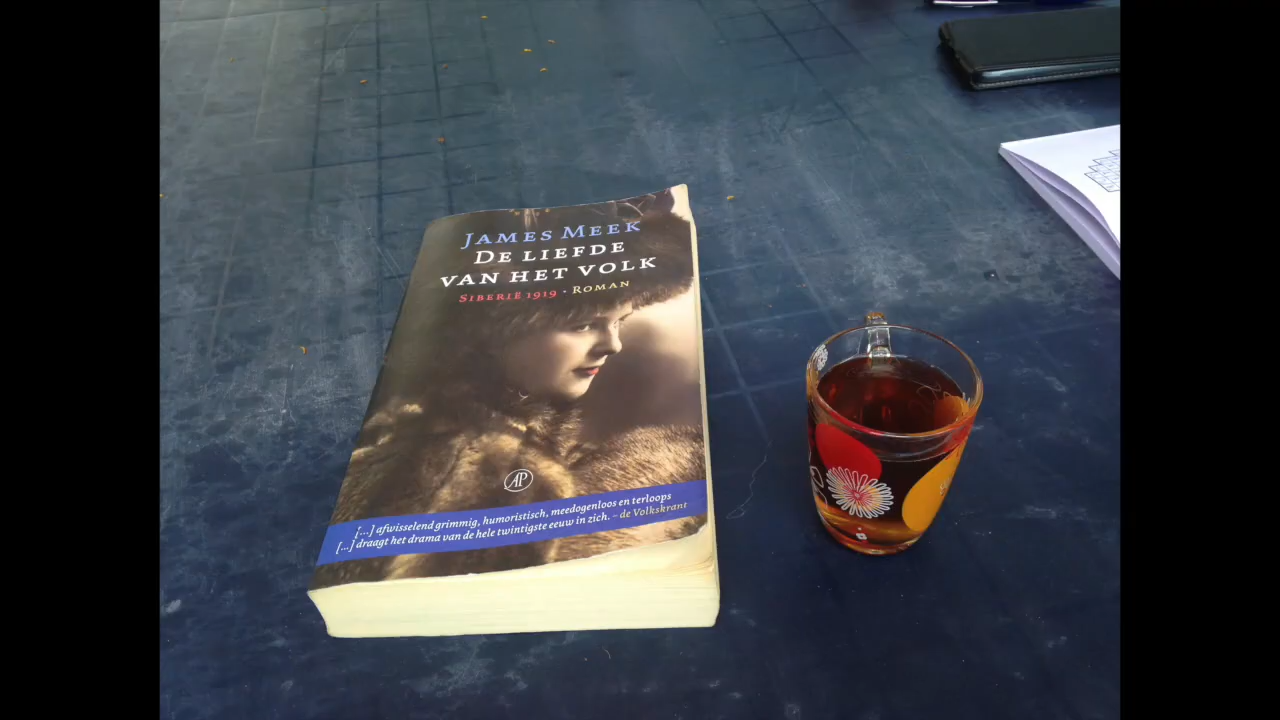 JAMES MEEK
DE LIEFDE
VAN HET VOLK
SIBERIË 1919 · ROMAN
AP
[...] afwisselend grimmig, humoristisch, meedogenloos en terloops
[...] draagt het drama van de hele twintigste eeuw in zich. – de Volkskrant